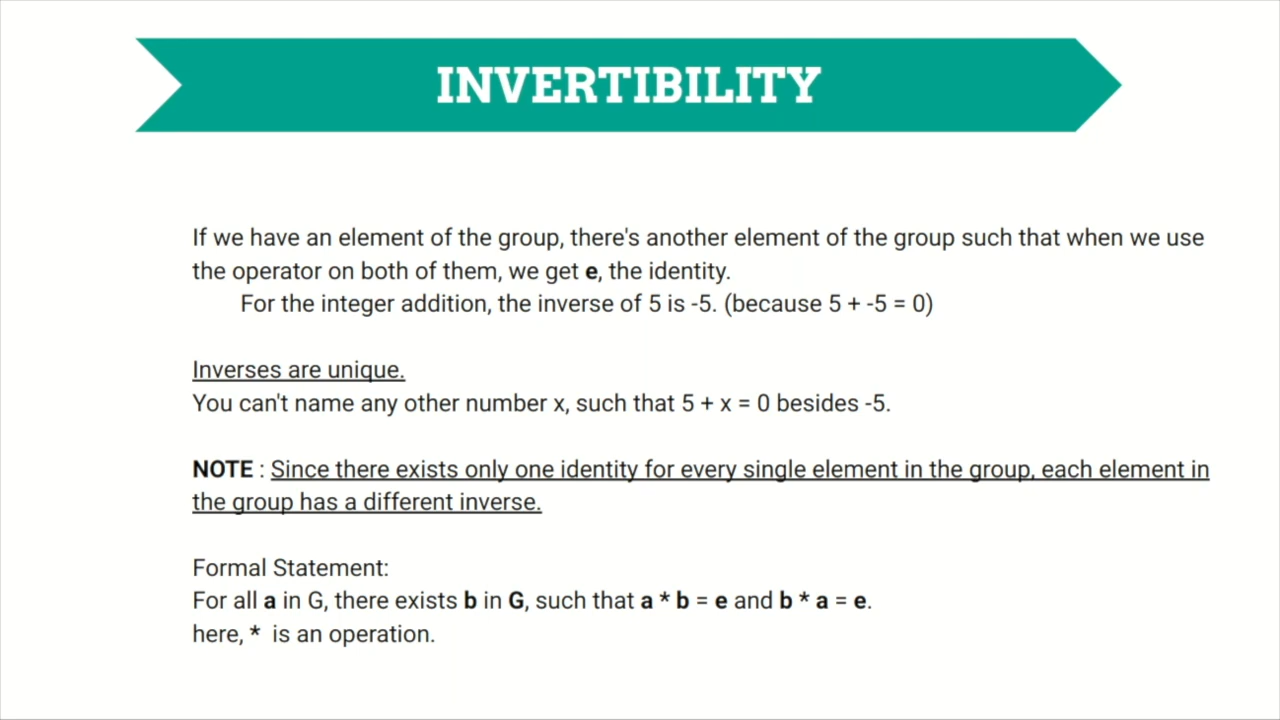 INVERTIBILITY
If we have an element of the group, there's another element of the group such that when we use
the operator on both of them, we get e, the identity.
For the integer addition, the inverse of 5 is -5. (because 5 + -5 = 0)
Inverses are unique.
You can't name any other number x, such that 5 + x = 0 besides -5.
NOTE : Since there exists only one identity for every single element in the group, each element in
the group has a different inverse.
Formal Statement:
For all a in G, there exists b in G, such that a * b = e and b * a = e.
here, * is an operation.